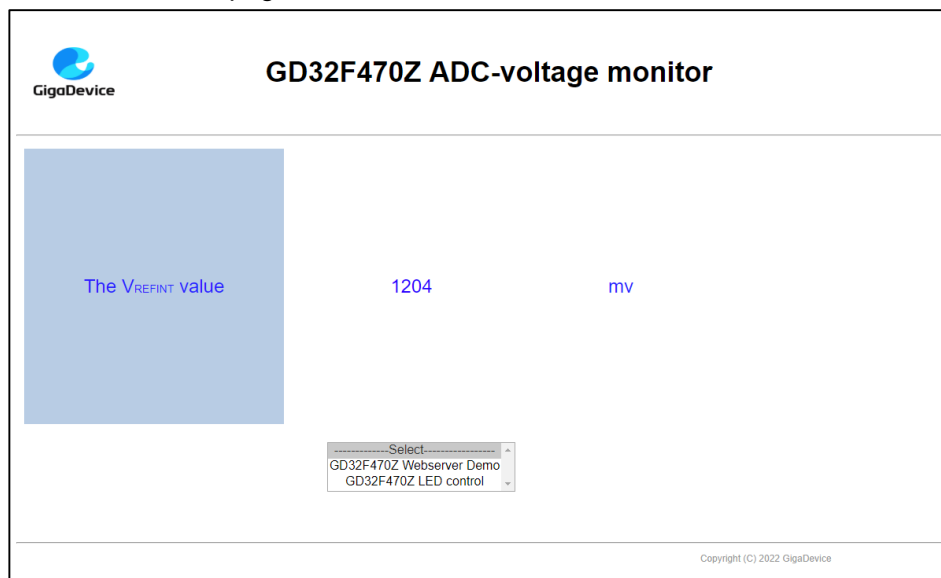 GigaDevice
GD32F470Z ADC-voltage monitor
The VREFINT value 1204 mv
-------------Select-----------------
GD32F470Z Webserver Demo
GD32F470Z LED control
Copyright (C) 2022 GigaDevice